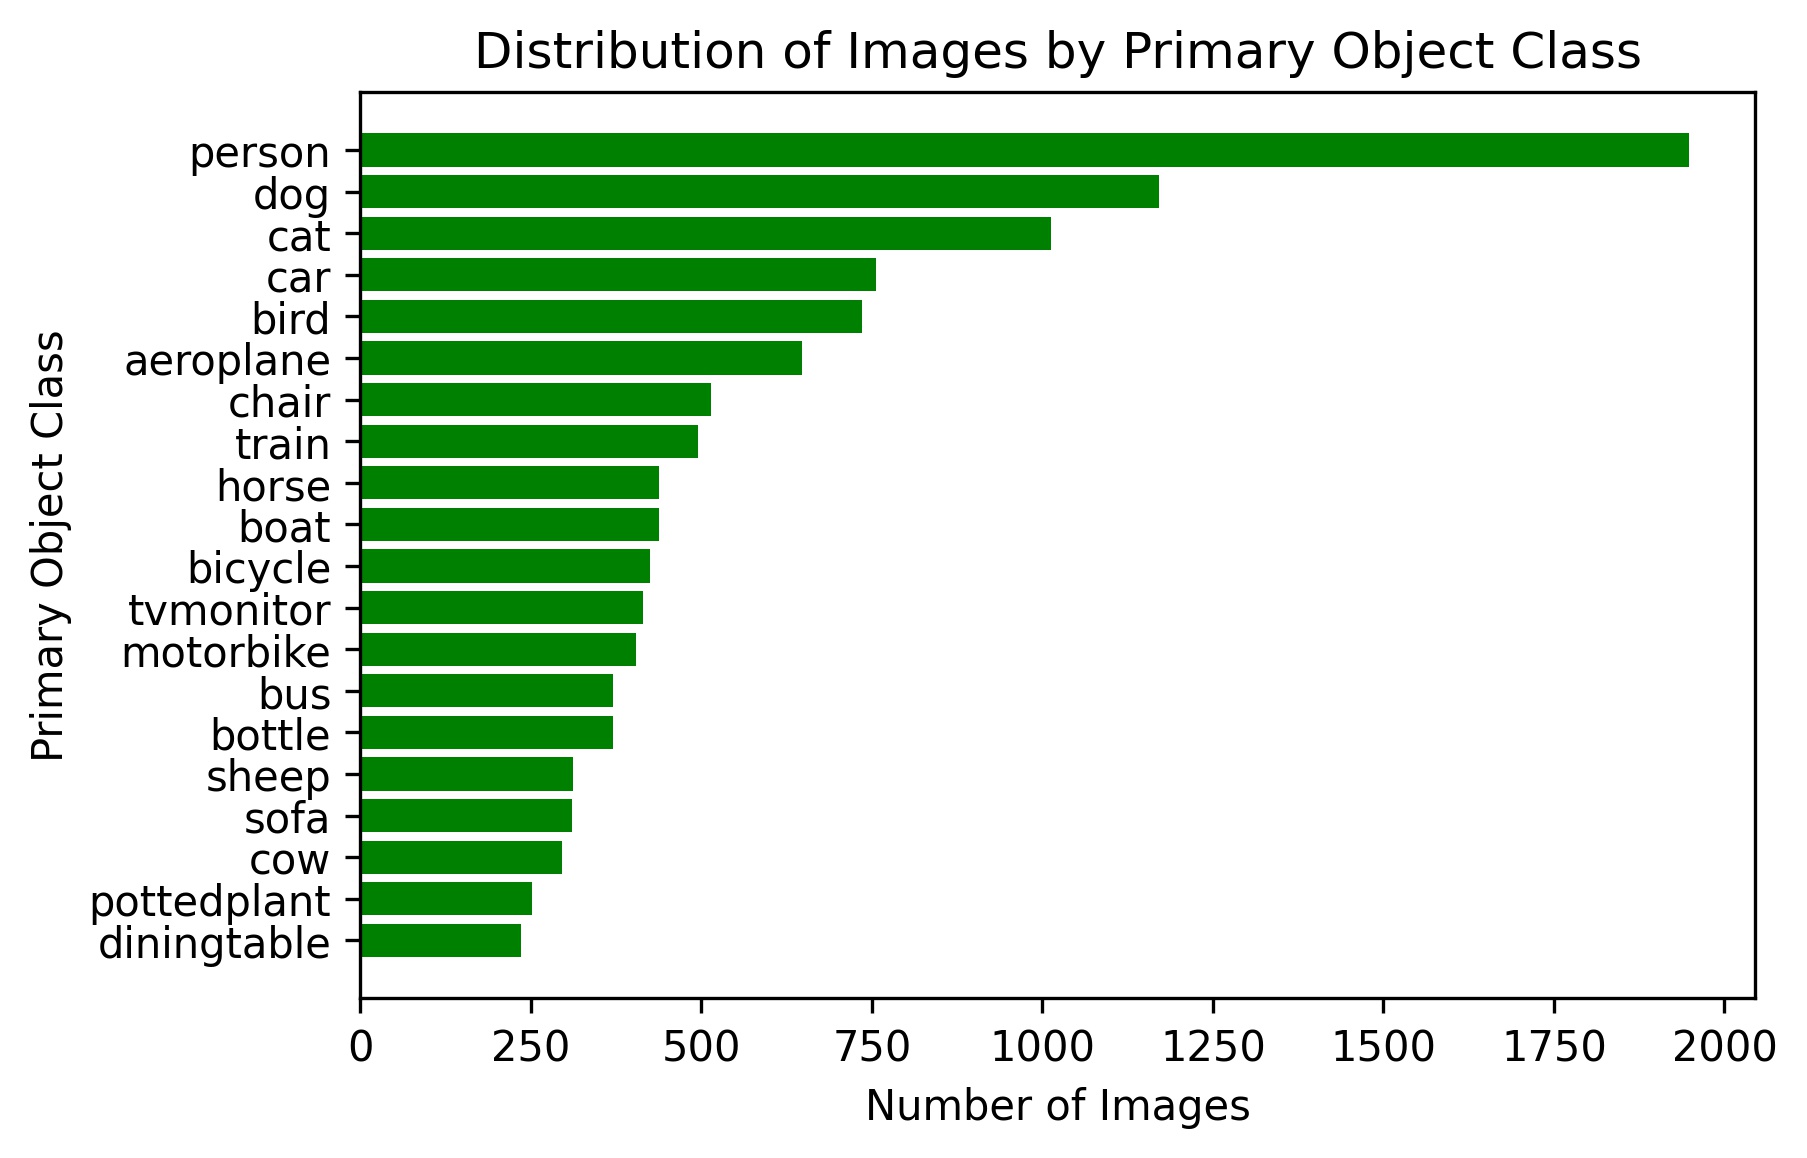 Distribution of Images by Primary Object Class
Primary Object Class
person
dog
cat
car
bird
aeroplane
chair
train
horse
boat
bicycle
tvmonitor
motorbike
bus
bottle
sheep
sofa
cow
pottedplant
diningtable
0 250 500 750 1000 1250 1500 1750 2000
Number of Images